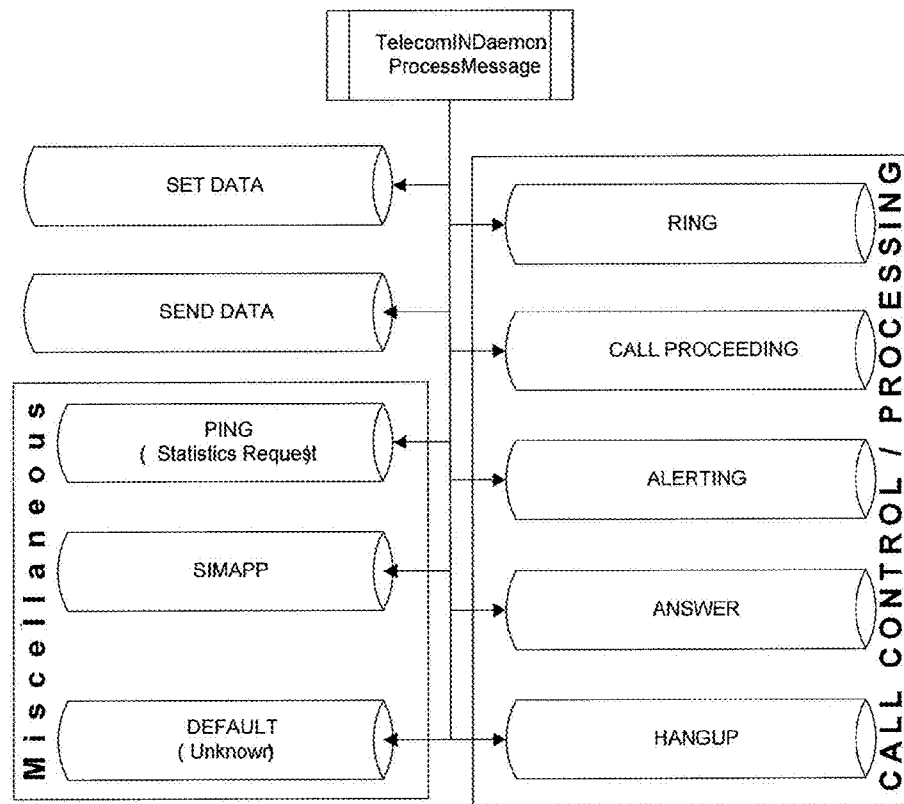 TelecomINDaemon
ProcessMessage
SET DATA
SEND DATA
Miscellaneous
PING
( Statistics Request)
SIMAPP
DEFAULT
( Unknown)
CALL CONTROL / PROCESSING
RING
CALL PROCEEDING
ALERTING
ANSWER
HANGUP